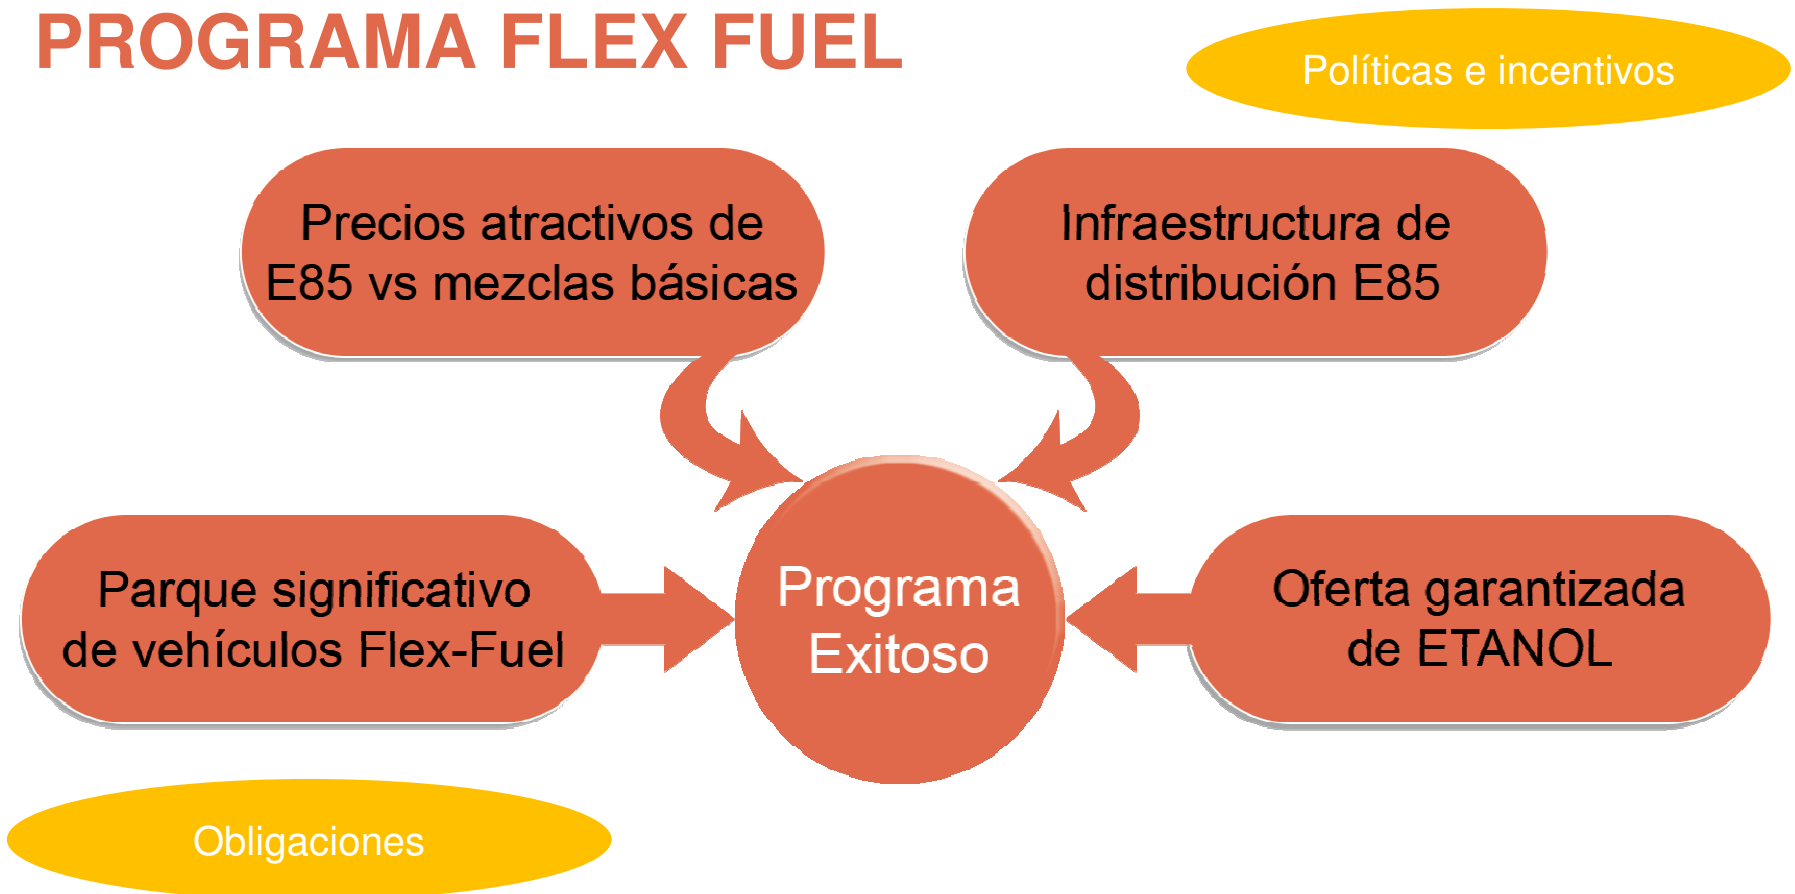 PROGRAMA FLEX FUEL
Políticas e incentivos
Precios atractivos de
E85 vs mezclas básicas
Infraestructura de
distribución E85
Parque significativo
de vehículos Flex-Fuel
Programa
Exitoso
Oferta garantizada
de ETANOL
Obligaciones